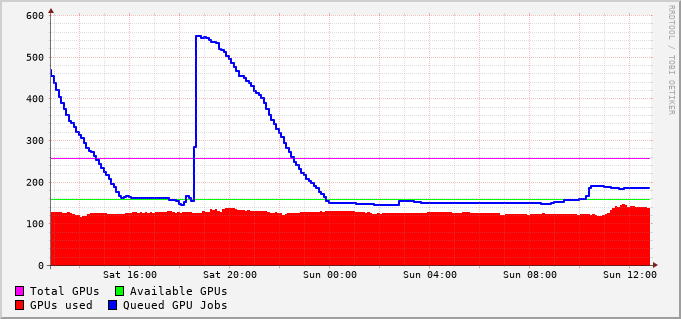 RRDTOOL / TOBI OETIKER
600
500
400
300
200
100
0
Sat 16:00 Sat 20:00 Sun 00:00 Sun 04:00 Sun 08:00 Sun 12:00
Total GPUs Available GPUs
GPUs used Queued GPU Jobs